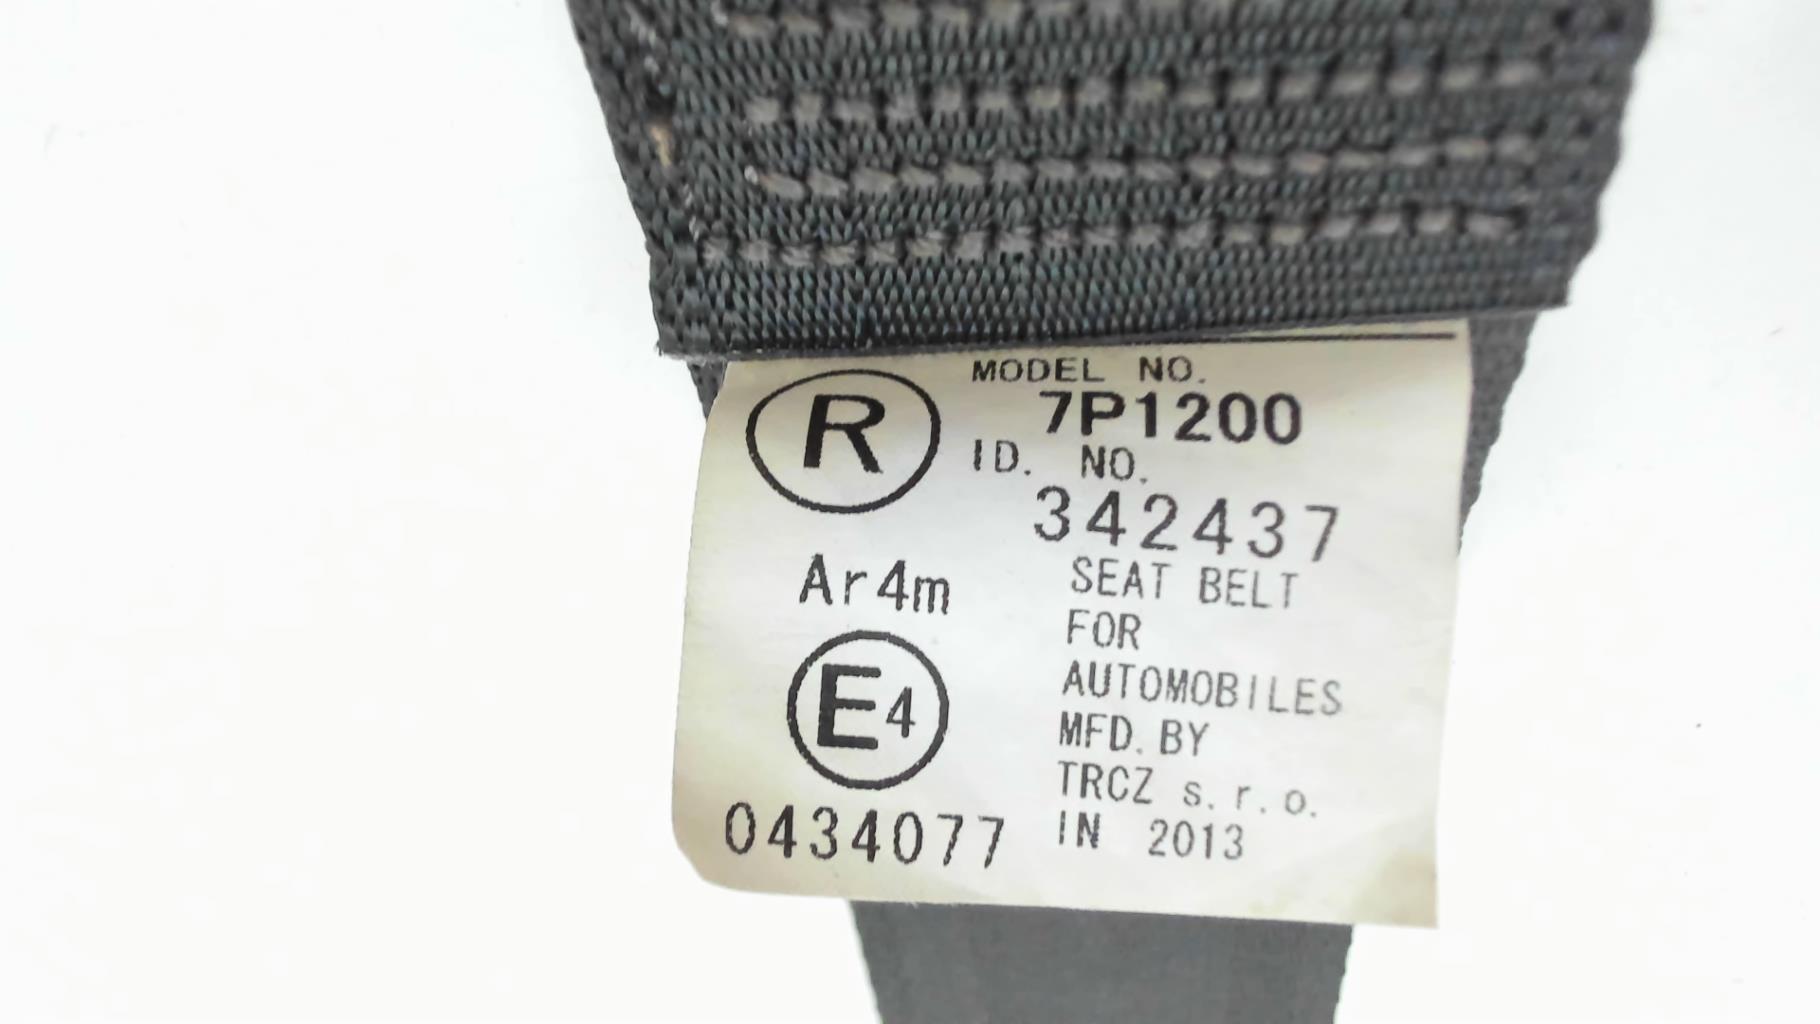 R
MODEL NO.
7P1200
ID. NO.
342437
Ar4m
E4
0434077
SEAT BELT
FOR
AUTOMOBILES
MFD. BY
TRCZ s.r.o.
IN 2013